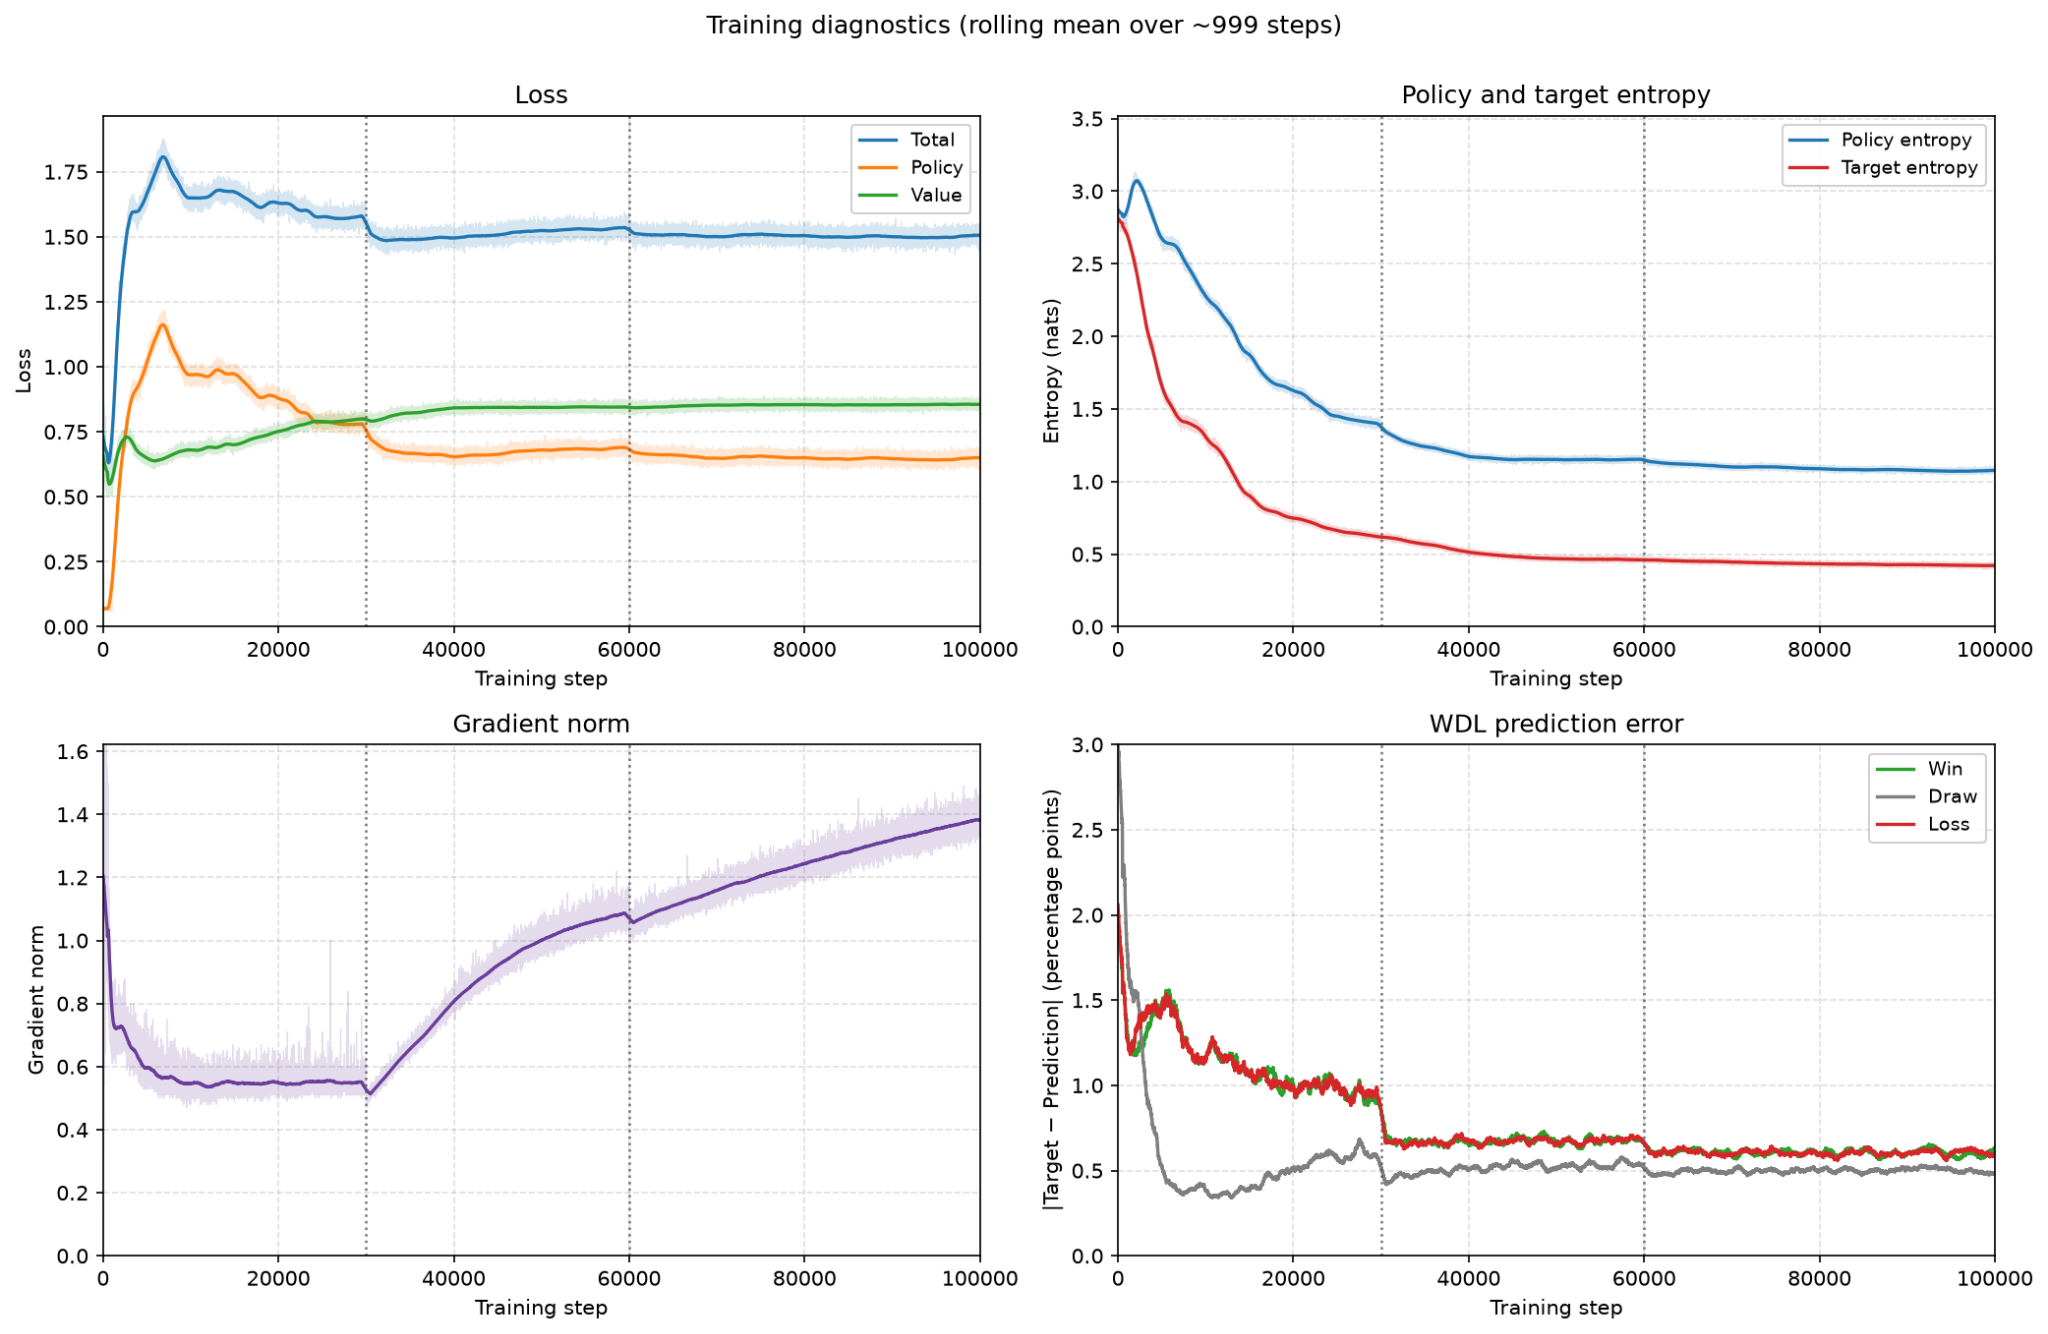 Training diagnostics (rolling mean over ~999 steps)
Loss
Loss
1.75
1.50
1.25
1.00
0.75
0.50
0.25
0.00
0 20000 40000 60000 80000 100000
Training step
Total
Policy
Value
Policy and target entropy
Entropy (nats)
3.5
3.0
2.5
2.0
1.5
1.0
0.5
0.0
0 20000 40000 60000 80000 100000
Training step
Policy entropy
Target entropy
Gradient norm
Gradient norm
1.6
1.4
1.2
1.0
0.8
0.6
0.4
0.2
0.0
0 20000 40000 60000 80000 100000
Training step
WDL prediction error
|Target − Prediction| (percentage points)
3.0
2.5
2.0
1.5
1.0
0.5
0.0
0 20000 40000 60000 80000 100000
Training step
Win
Draw
Loss